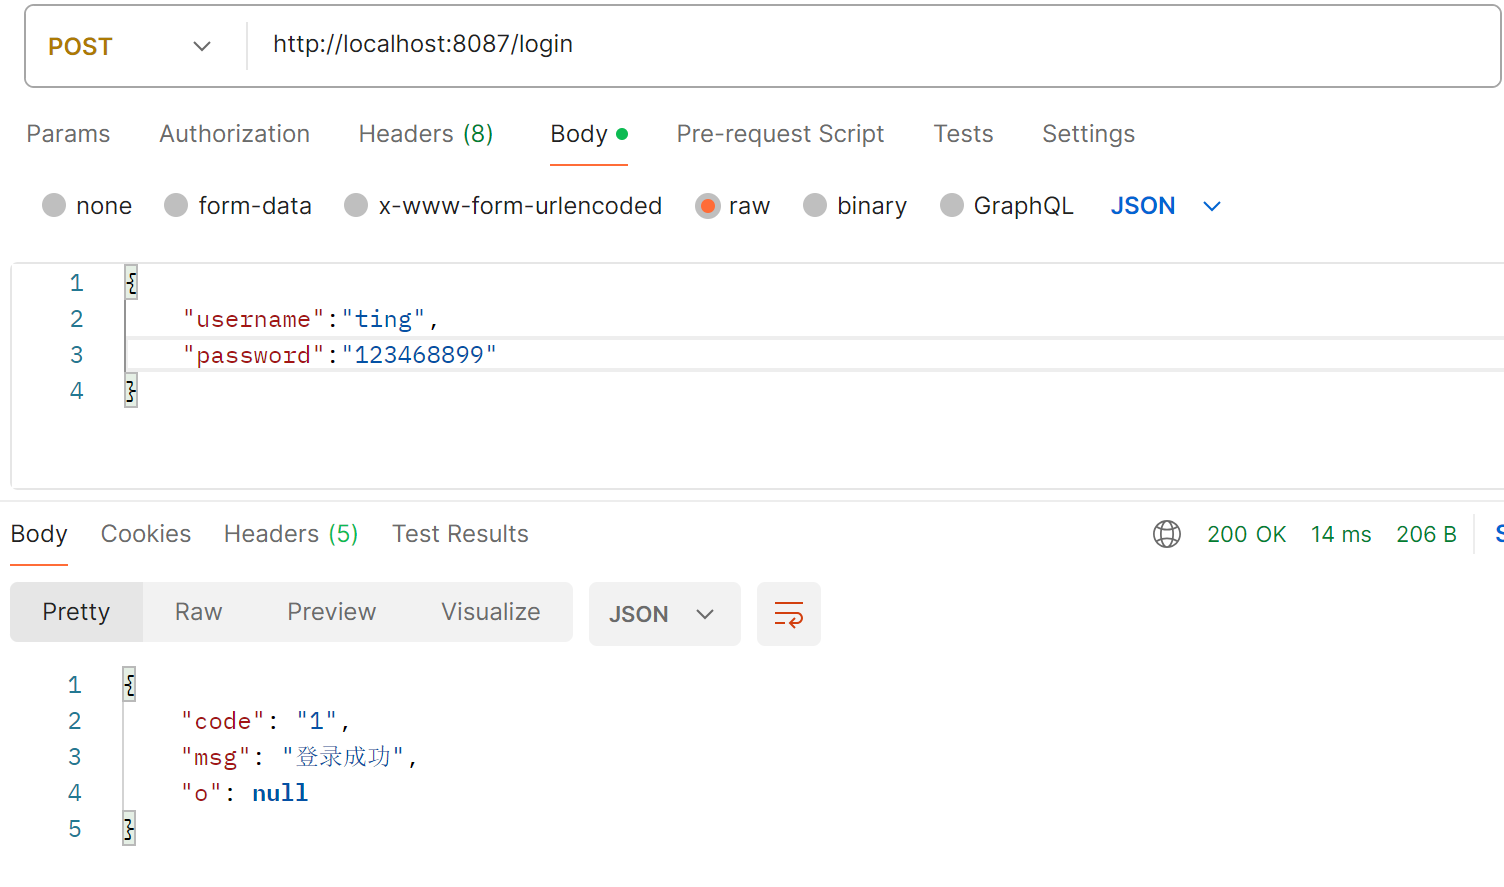 POST http://localhost:8087/login
Params Authorization Headers (8) Body Pre-request Script Tests Settings
none form-data x-www-form-urlencoded raw binary GraphQL JSON
1 {
2 "username":"ting",
3 "password":"123468899"
4 }
Body Cookies Headers (5) Test Results 200 OK 14 ms 206 B
Pretty Raw Preview Visualize JSON
1 {
2 "code": "1",
3 "msg": "登录成功",
4 "o": null
5 }